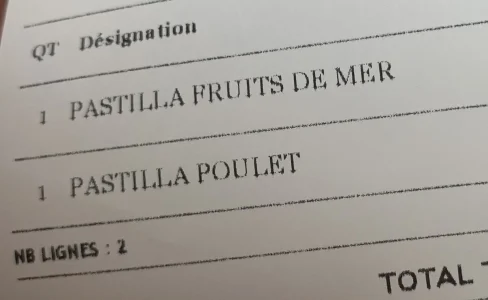 QT Désignation
1 PASTILLA FRUITS DE MER
1 PASTILLA POULET
NB LIGNES : 2
TOTAL